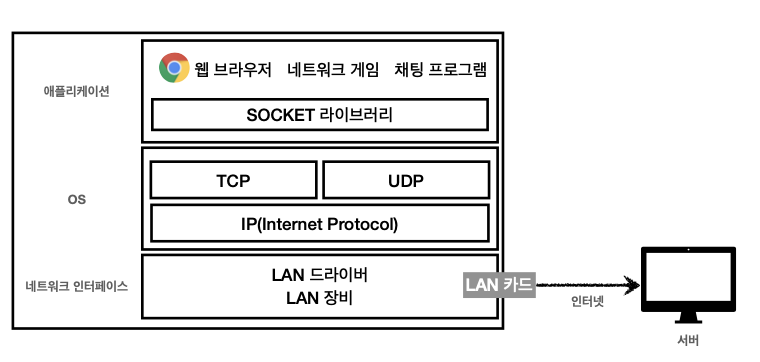 애플리케이션
웹 브라우저 네트워크 게임 채팅 프로그램
SOCKET 라이브러리
OS
TCP
UDP
IP(Internet Protocol)
네트워크 인터페이스
LAN 드라이버
LAN 장비
LAN 카드
인터넷
서버